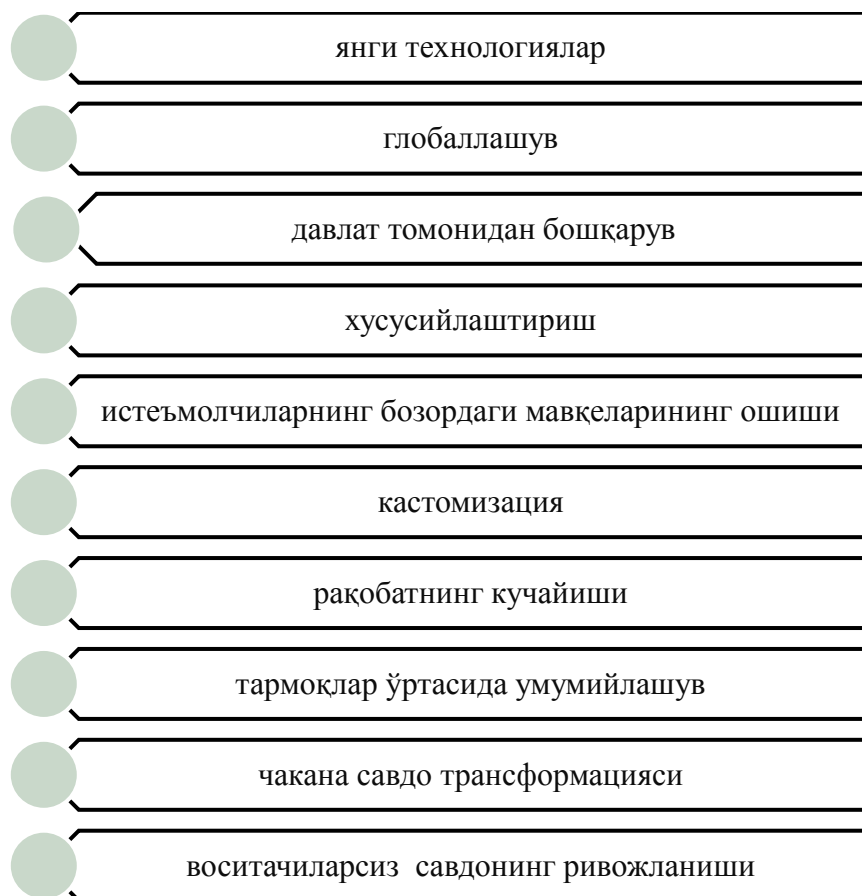 янги технологиялар
глобаллашув
давлат томонидан бошқарув
хусусийлаштириш
истеъмолчиларнинг бозордаги мавқеларининг ошиши
кастомизация
рақобатнинг кучайиши
тармоқлар ўртасида умумийлашув
чакана савдо трансформацияси
воситачиларсиз савдонинг ривожланиши